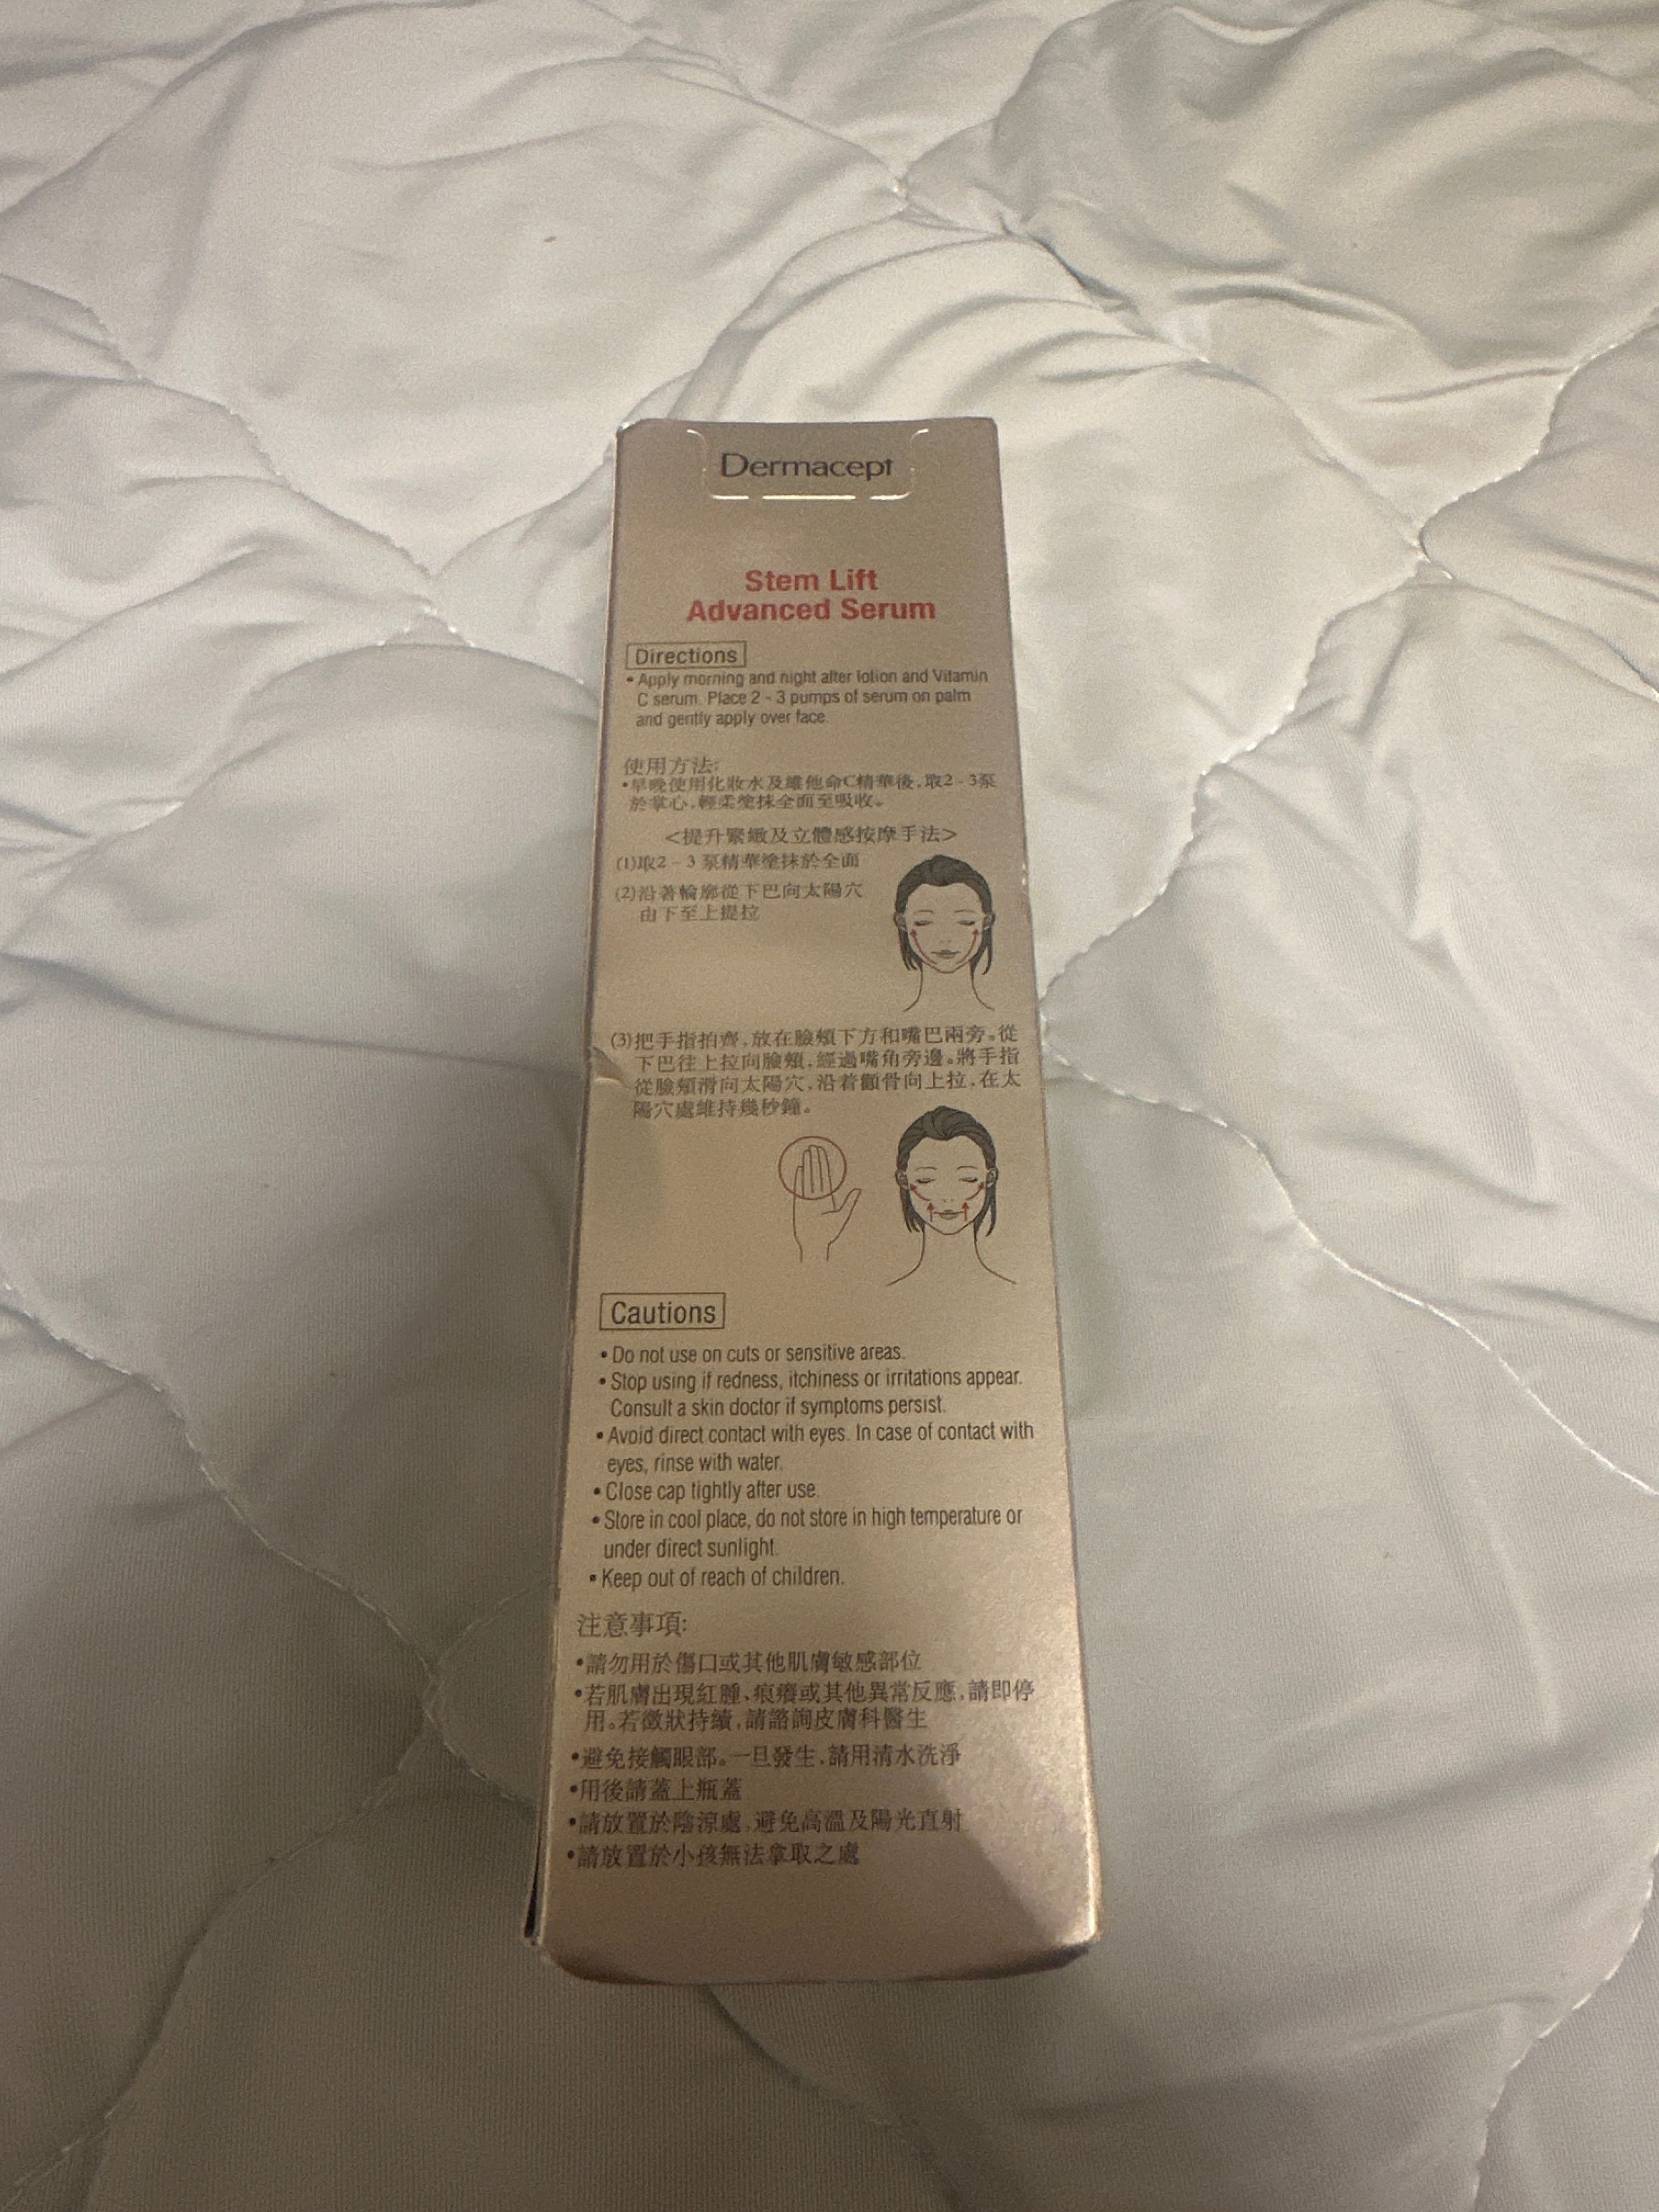 Dermacept
Stem Lift
Advanced Serum
Directions
• Apply morning and night after lotion and Vitamin
C serum. Place 2 - 3 pumps of serum on palm
and gently apply over face.
使用方法:
•早晚使用化妝水及維他命C精華後,取2-3泵
於掌心,輕柔塗抹全面至吸收。
<提升緊緻及立體感按摩手法>
(1)取2-3 泵精華塗抹於全面
(2)沿著輪廓從下巴向太陽穴
由下至上提拉
(3)把手指拍齊,放在臉頰下方和嘴巴兩旁。從
下巴往上拉向臉頰,經過嘴角旁邊。將手指
從臉頰滑向太陽穴,沿着顴骨向上拉,在太
陽穴處維持幾秒鐘。
Cautions
• Do not use on cuts or sensitive areas.
• Stop using if redness, itchiness or irritations appear.
Consult a skin doctor if symptoms persist.
• Avoid direct contact with eyes. In case of contact with
eyes, rinse with water.
• Close cap tightly after use.
• Store in cool place, do not store in high temperature or
under direct sunlight.
• Keep out of reach of children.
注意事項:
•請勿用於傷口或其他肌膚敏感部位
•若肌膚出現紅腫、痕癢或其他異常反應,請即停
用。若徵狀持續,請諮詢皮膚科醫生
•避免接觸眼部。一旦發生,請用清水洗淨
•用後請蓋上瓶蓋
•請放置於陰涼處,避免高溫及陽光直射
•請放置於小孩無法拿取之處